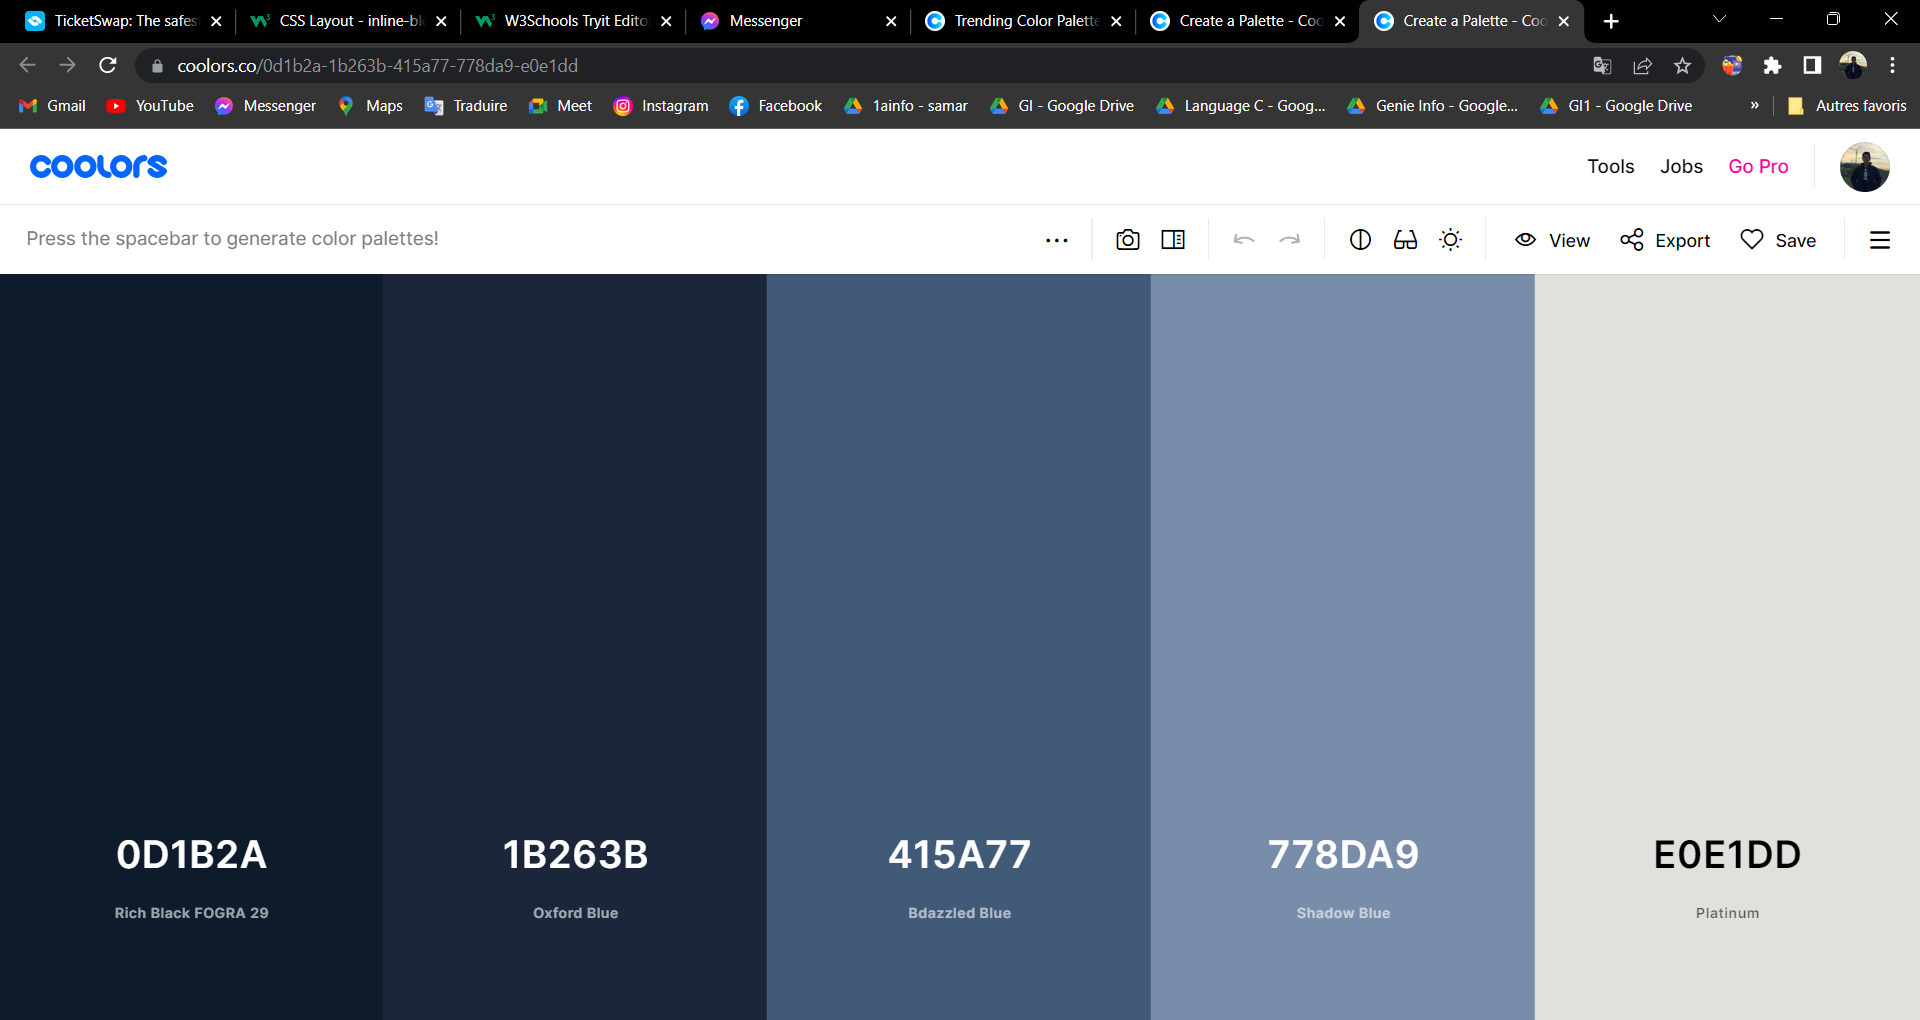 TicketSwap: The safes
CSS Layout - inline-bl
W3Schools Tryit Edito
Messenger
Trending Color Palette
Create a Palette - Coo
Create a Palette - Coo
coolors.co/0d1b2a-1b263b-415a77-778da9-e0e1dd
Gmail YouTube Messenger Maps Traduire Meet Instagram Facebook 1ainfo - samar GI - Google Drive Language C - Goog... Genie Info - Google... GI1 - Google Drive » Autres favoris
coolors
Tools Jobs Go Pro
Press the spacebar to generate color palettes!
View Export Save
0D1B2A
Rich Black FOGRA 29
1B263B
Oxford Blue
415A77
Bdazzled Blue
778DA9
Shadow Blue
E0E1DD
Platinum